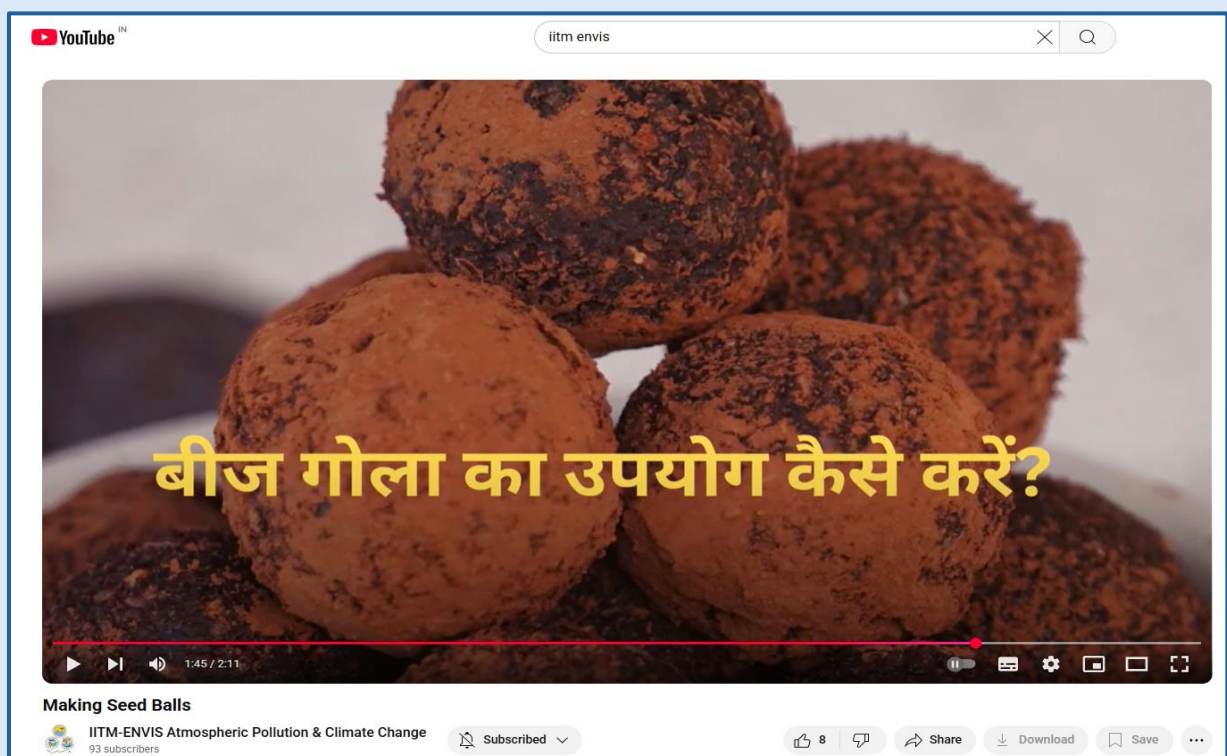 YouTube IN
iitm envis
बीज गोला का उपयोग कैसे करें?
1:45 / 2:11
Making Seed Balls
IITM-ENVIS Atmospheric Pollution & Climate Change
93 subscribers
Subscribed
8
Share
Download
Save